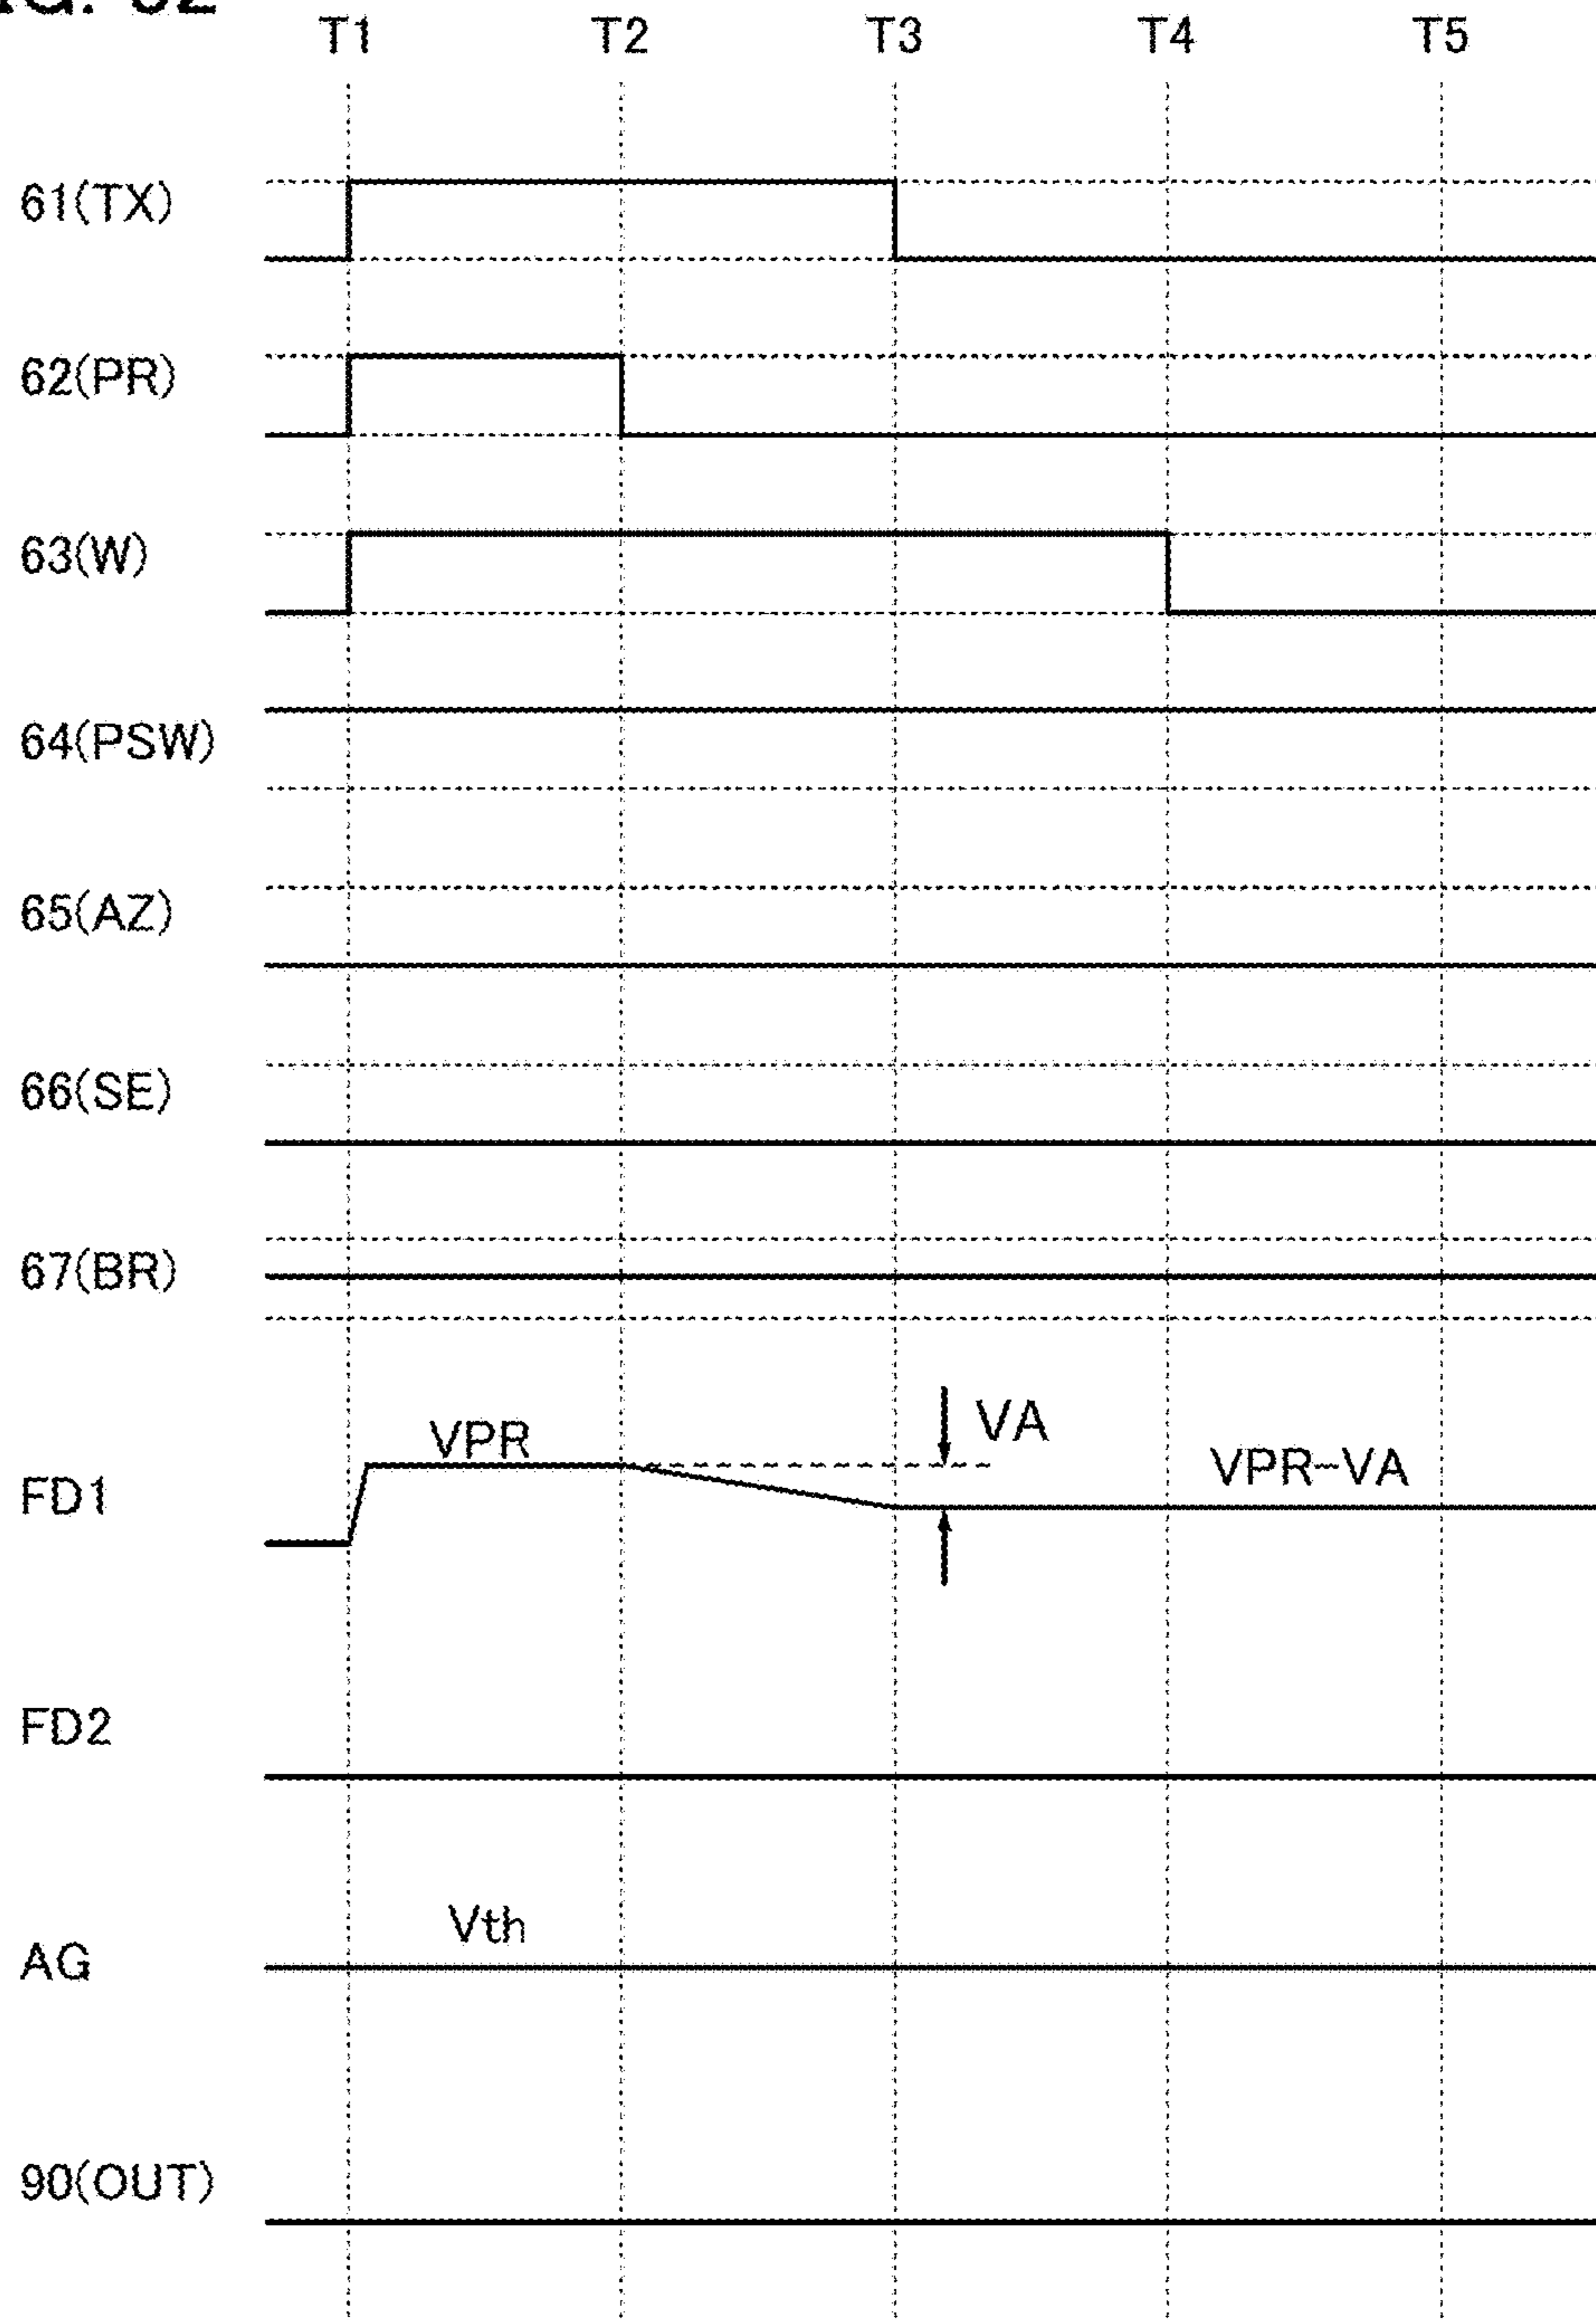 T1 T2 T3 T4 T5
61(TX)
62(PR)
63(W)
64(PSW)
65(AZ)
66(SE)
67(BR)
VPR VA VPR-VA
FD1
FD2
Vth
AG
90(OUT)